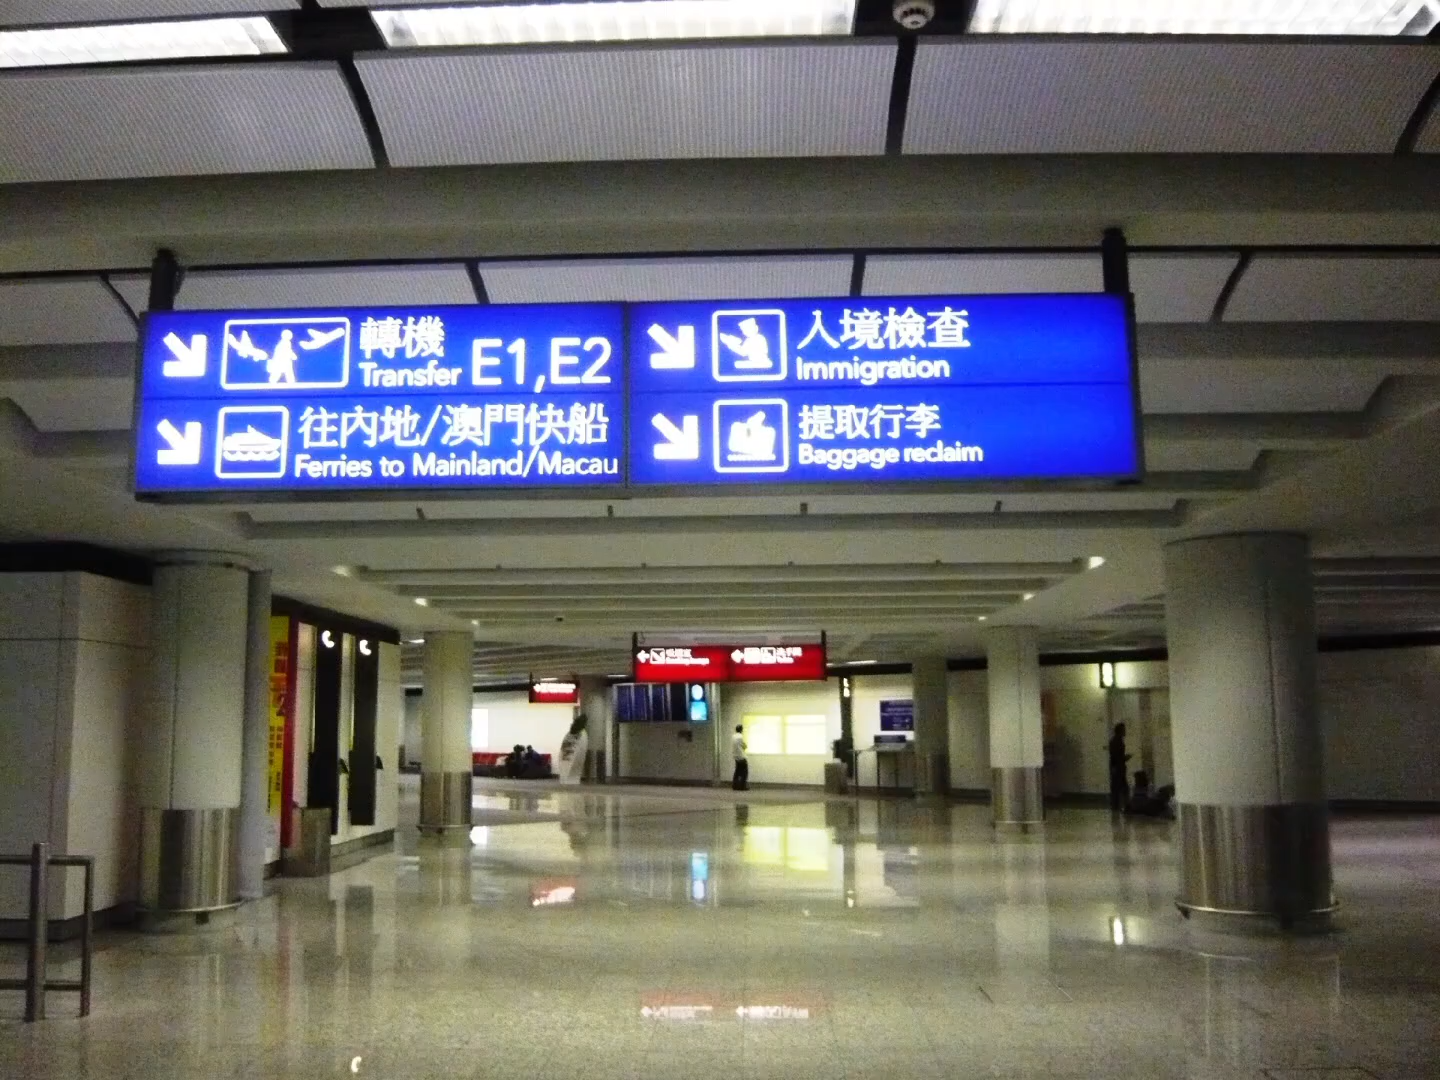 轉機
Transfer E1,E2
往內地/澳門快船
Ferries to Mainland/Macau
入境檢查
Immigration
提取行李
Baggage reclaim